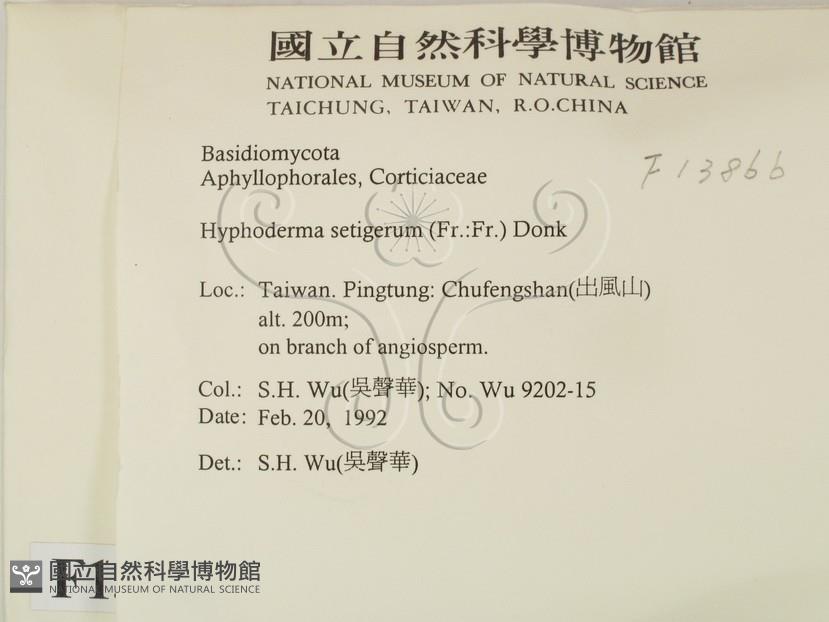 國立自然科學博物館
NATIONAL MUSEUM OF NATURAL SCIENCE
TAICHUNG, TAIWAN, R.O.CHINA
Basidiomycota
F13866
Aphyllophorales, Corticiaceae
Hyphoderma setigerum (Fr.:Fr.) Donk
Loc.: Taiwan. Pingtung: Chufengshan(出風山)
alt. 200m;
on branch of angiosperm.
Col.: S.H. Wu(吳聲華); No. Wu 9202-15
Date: Feb. 20, 1992
Det.: S.H. Wu(吳聲華)
F1
國立自然科學博物館
NATIONAL MUSEUM OF NATURAL SCIENCE